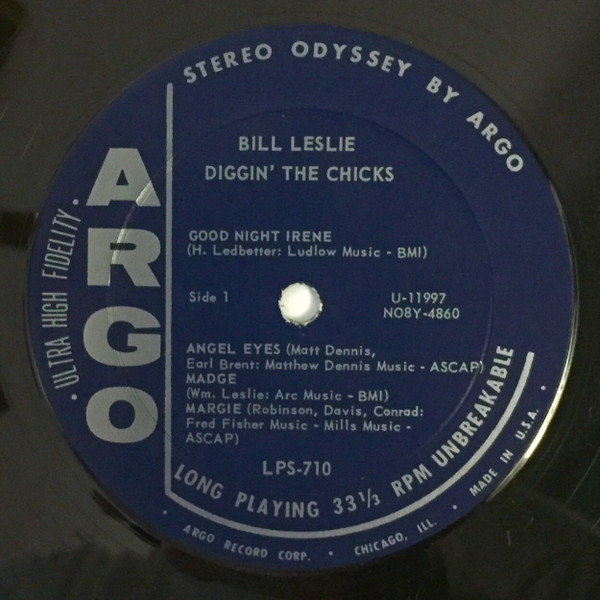 STEREO ODYSSEY BY ARGO
ARGO
· ULTRA HIGH FIDELITY ·
BILL LESLIE
DIGGIN' THE CHICKS
GOOD NIGHT IRENE
(H. Ledbetter: Ludlow Music - BMI)
Side 1
U-11997
NO8Y-4860
ANGEL EYES (Matt Dennis,
Earl Brent: Matthew Dennis Music - ASCAP)
MADGE
(Wm. Leslie: Arc Music - BMI)
MARGIE (Robinson, Davis, Conrad:
Fred Fisher Music - Mills Music -
ASCAP)
LPS-710
LONG PLAYING 33 1/3 RPM UNBREAKABLE
· ARGO RECORD CORP. · CHICAGO, ILL. · MADE IN U.S.A. ·